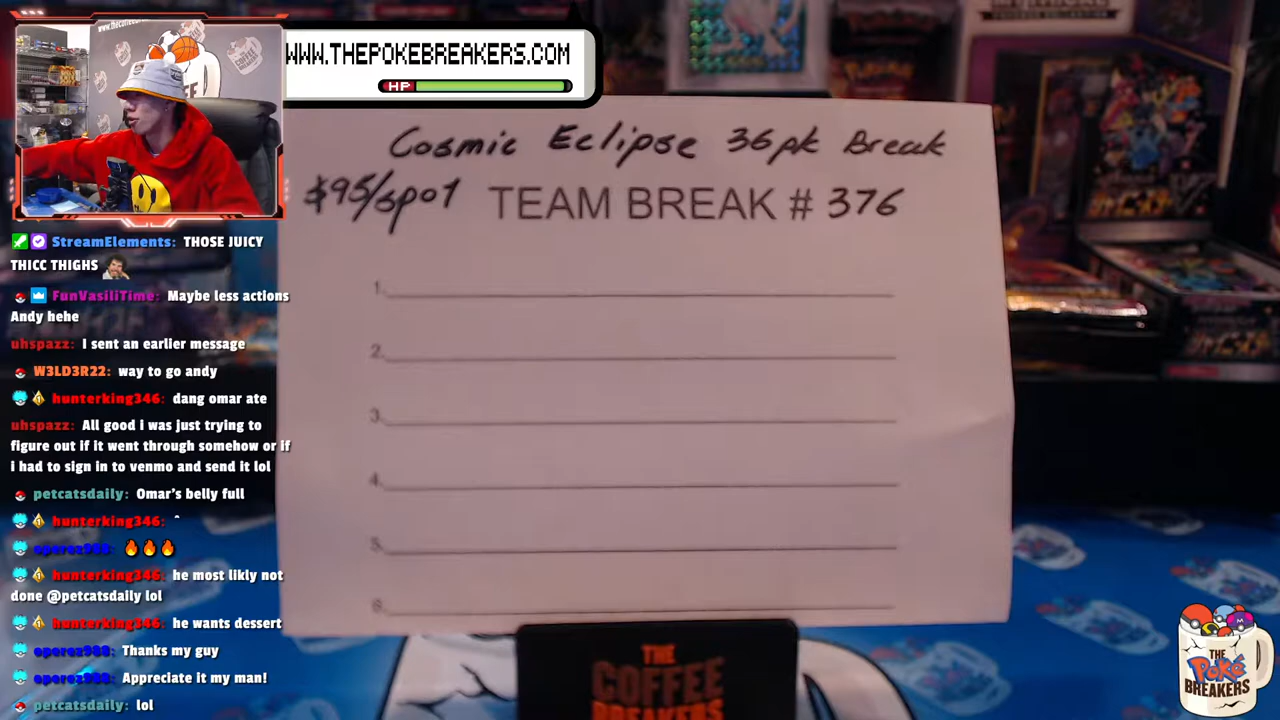 WWW.THEPOKEBREAKERS.COM
HP
Cosmic Eclipse 36pk Break
$95/spot TEAM BREAK # 376
1.
2.
3.
4.
5.
6.
StreamElements: THOSE JUICY
THICC THIGHS
FunVasiliTime: Maybe less actions
Andy hehe
uhspazz: I sent an earlier message
W3LD3R22: way to go andy
hunterking346: dang omar ate
uhspazz: All good i was just trying to
figure out if it went through somehow or if
i had to sign in to venmo and send it lol
petcatsdaily: Omar's belly full
hunterking346: ^
operez988: 🔥🔥🔥
hunterking346: he most likly not
done @petcatsdaily lol
hunterking346: he wants dessert
operez988: Thanks my guy
operez988: Appreciate it my man!
petcatsdaily: lol
THE
COFFEE
BREAKERS
THE
Poké
BREAKERS